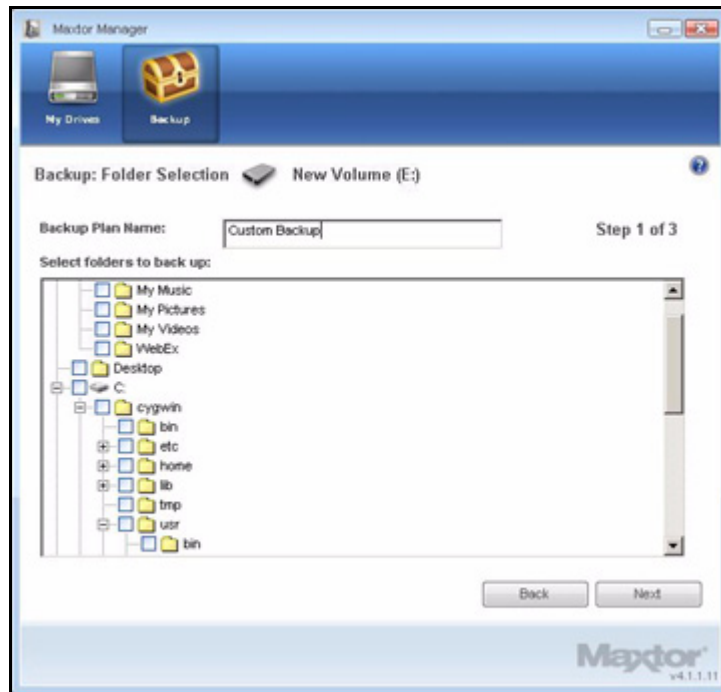 Maxtor Manager
My Drives
Backup
Backup: Folder Selection New Volume (E:)
Backup Plan Name: Custom Backup Step 1 of 3
Select folders to back up:
My Music
My Pictures
My Videos
WebEx
Desktop
C:
cygwin
bin
etc
home
lib
tmp
usr
bin
Back Next
Maxtor
v4.1.1.11